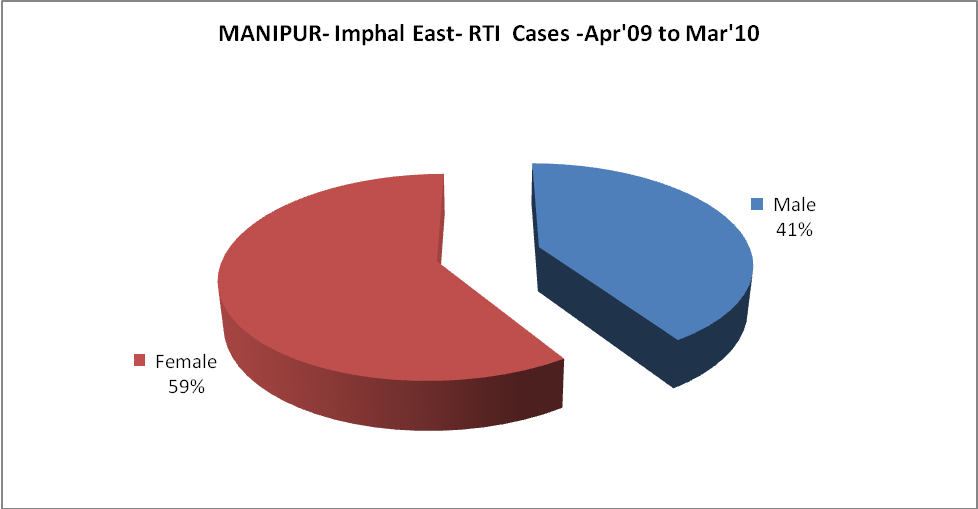 MANIPUR- Imphal East- RTI  Cases -Apr'09 to Mar'10
Male
41%
Female
59%